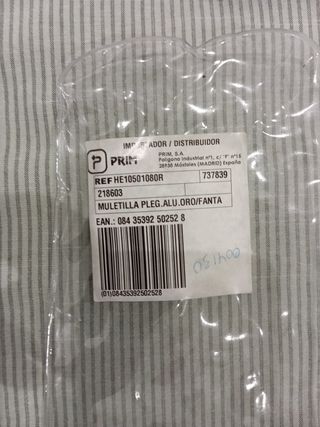 IMPORTADOR / DISTRIBUIDOR
PRIM
PRIM, S.A.
Polígono Industrial nº1, c/ "F" nº15
28938 Móstoles (MADRID) España
REF HE10501080R
737839
218603
MULETILLA PLEG.ALU.ORO/FANTA
EAN.: 084 35392 50252 8
(01)08435392502528